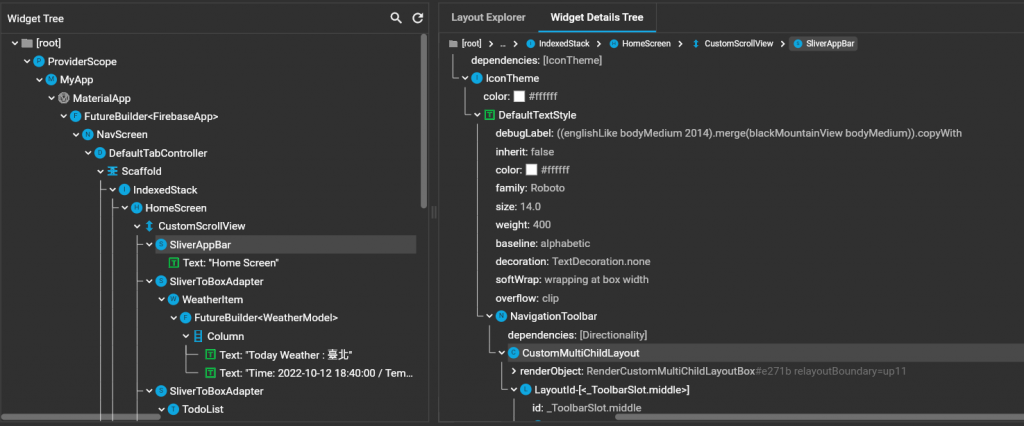 Widget Tree
[root]
ProviderScope
MyApp
MaterialApp
FutureBuilder<FirebaseApp>
NavScreen
DefaultTabController
Scaffold
IndexedStack
HomeScreen
CustomScrollView
SliverAppBar
Text: "Home Screen"
SliverToBoxAdapter
WeatherItem
FutureBuilder<WeatherModel>
Column
Text: "Today Weather : 臺北"
Text: "Time: 2022-10-12 18:40:00 / Tem...
SliverToBoxAdapter
TodoList
Layout Explorer Widget Details Tree
[root] > ... > IndexedStack > HomeScreen > CustomScrollView > SliverAppBar
dependencies: [IconTheme]
IconTheme
color: #ffffff
DefaultTextStyle
debugLabel: ((englishLike bodyMedium 2014).merge(blackMountainView bodyMedium)).copyWith
inherit: false
color: #ffffff
family: Roboto
size: 14.0
weight: 400
baseline: alphabetic
decoration: TextDecoration.none
softWrap: wrapping at box width
overflow: clip
NavigationToolbar
dependencies: [Directionality]
CustomMultiChildLayout
renderObject: RenderCustomMultiChildLayoutBox#e271b relayoutBoundary=up11
LayoutId-[<_ToolbarSlot.middle>]
id: _ToolbarSlot.middle